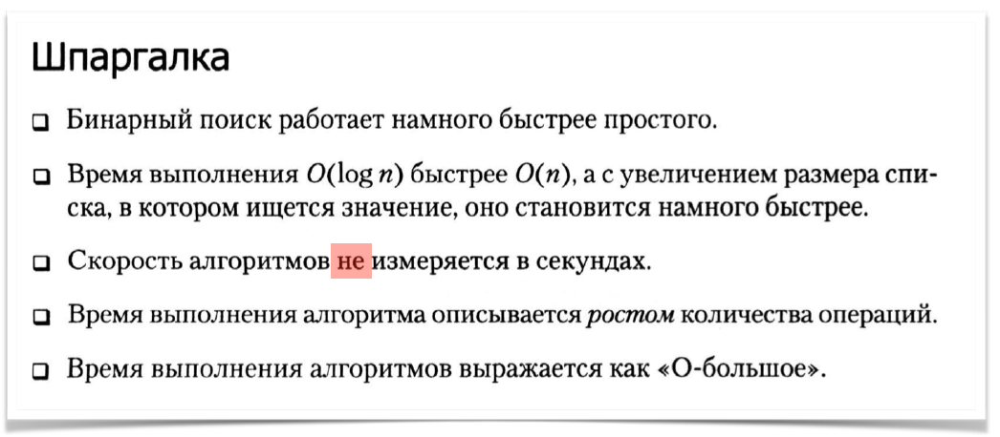 Шпаргалка
❑ Бинарный поиск работает намного быстрее простого.
❑ Время выполнения O(log n) быстрее O(n), а с увеличением размера спи-
ска, в котором ищется значение, оно становится намного быстрее.
❑ Скорость алгоритмов не измеряется в секундах.
❑ Время выполнения алгоритма описывается ростом количества операций.
❑ Время выполнения алгоритмов выражается как «О-большое».